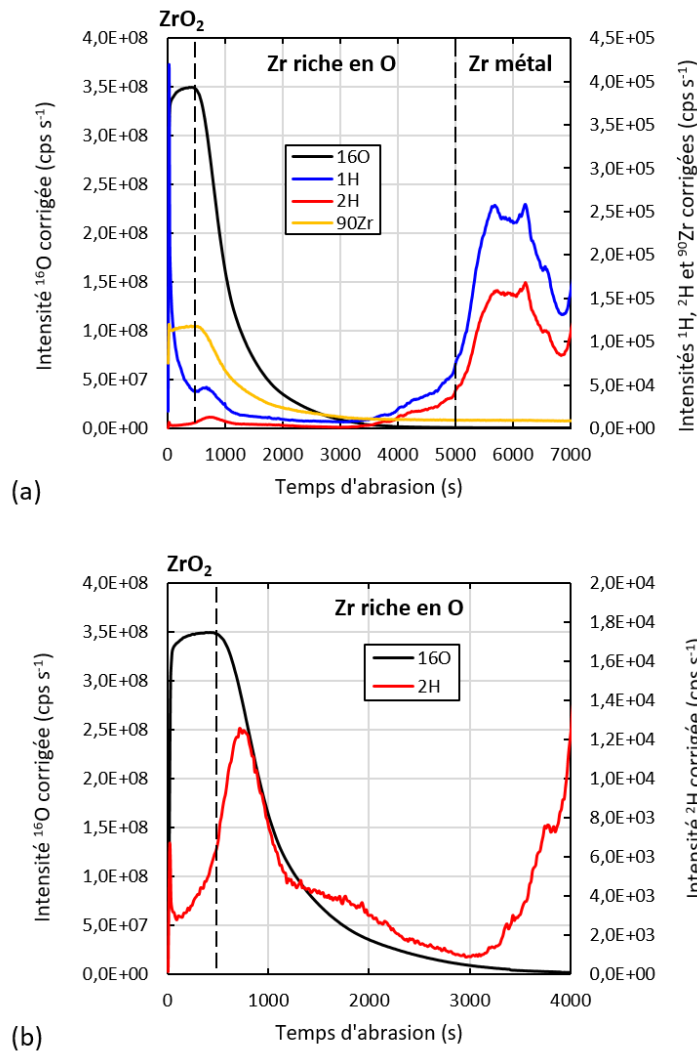 ZrO₂
4,0E+08
3,5E+08
3,0E+08
2,5E+08
2,0E+08
1,5E+08
1,0E+08
5,0E+07
0,0E+00
Intensité ¹⁶O corrigée (cps s⁻¹)
Zr riche en O
Zr métal
16O
1H
2H
90Zr
4,5E+05
4,0E+05
3,5E+05
3,0E+05
2,5E+05
2,0E+05
1,5E+05
1,0E+05
5,0E+04
0,0E+00
Intensités ¹H, ²H et ⁹⁰Zr corrigées (cps s⁻¹)
0 1000 2000 3000 4000 5000 6000 7000
Temps d'abrasion (s)
(a)
ZrO₂
4,0E+08
3,5E+08
3,0E+08
2,5E+08
2,0E+08
1,5E+08
1,0E+08
5,0E+07
0,0E+00
Intensité ¹⁶O corrigée (cps s⁻¹)
Zr riche en O
16O
2H
2,0E+04
1,8E+04
1,6E+04
1,4E+04
1,2E+04
1,0E+04
8,0E+03
6,0E+03
4,0E+03
2,0E+03
0,0E+00
Intensité ²H corrigée (cps s⁻¹)
0 1000 2000 3000 4000
Temps d'abrasion (s)
(b)